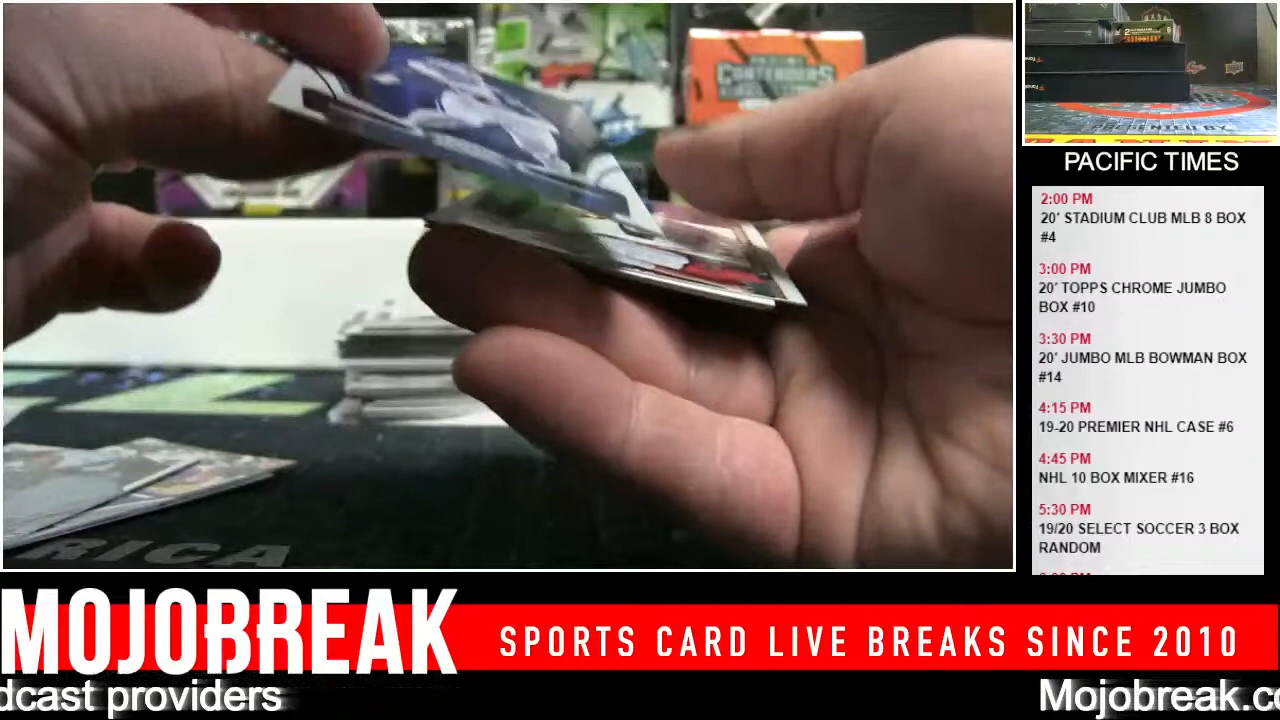 CONTENDERS
PACIFIC TIMES
2:00 PM
20' STADIUM CLUB MLB 8 BOX
#4
3:00 PM
20' TOPPS CHROME JUMBO
BOX #10
3:30 PM
20' JUMBO MLB BOWMAN BOX
#14
4:15 PM
19-20 PREMIER NHL CASE #6
4:45 PM
NHL 10 BOX MIXER #16
5:30 PM
19/20 SELECT SOCCER 3 BOX
RANDOM
RICA
MOJOBREAK
SPORTS CARD LIVE BREAKS SINCE 2010
dcast providers
Mojobreak.co